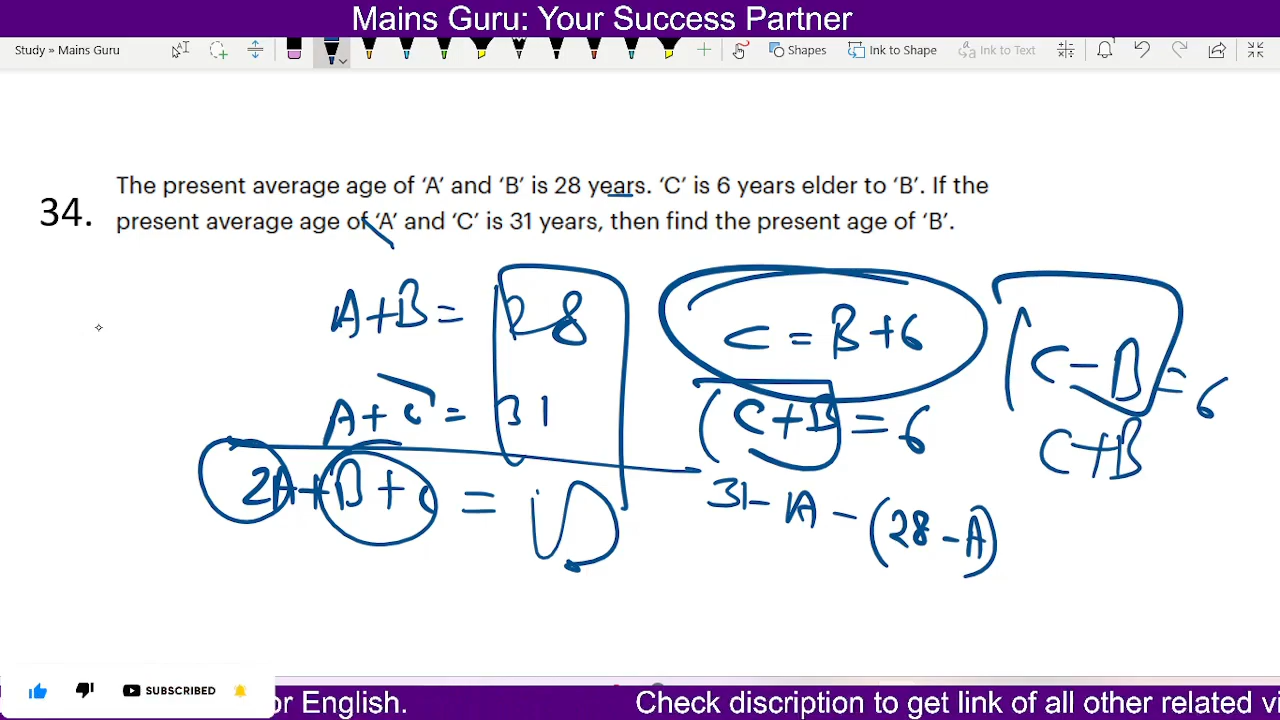 Mains Guru: Your Success Partner
Study » Mains Guru
Shapes
Ink to Shape
Ink to Text
34.
The present average age of ‘A’ and ‘B’ is 28 years. ‘C’ is 6 years elder to ‘B’. If the
present average age of ‘A’ and ‘C’ is 31 years, then find the present age of ‘B’.
A+B = 28
C = B+6
C-B = 6
A+C = 31
C+B = 6
C+B
2A+B+C =
31-A-(28-A)
SUBSCRIBED
or English.
Check discription to get link of all other related vi